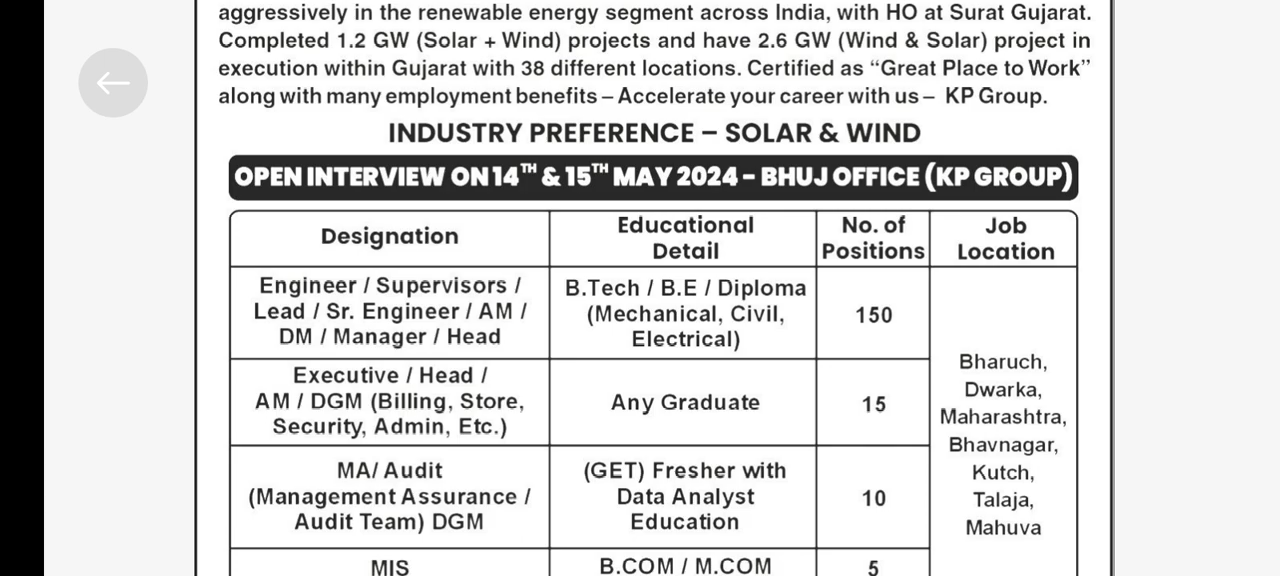 aggressively in the renewable energy segment across India, with HO at Surat Gujarat.
Completed 1.2 GW (Solar + Wind) projects and have 2.6 GW (Wind & Solar) project in
execution within Gujarat with 38 different locations. Certified as “Great Place to Work”
along with many employment benefits – Accelerate your career with us – KP Group.
INDUSTRY PREFERENCE – SOLAR & WIND
OPEN INTERVIEW ON 14TH & 15TH MAY 2024 - BHUJ OFFICE (KP GROUP)
Designation
Educational
Detail
No. of
Positions
Job
Location
Engineer / Supervisors /
Lead / Sr. Engineer / AM /
DM / Manager / Head
B.Tech / B.E / Diploma
(Mechanical, Civil,
Electrical)
150
Executive / Head /
AM / DGM (Billing, Store,
Security, Admin, Etc.)
Any Graduate
15
MA/ Audit
(Management Assurance /
Audit Team) DGM
(GET) Fresher with
Data Analyst
Education
10
MIS
B.COM / M.COM
5
Bharuch,
Dwarka,
Maharashtra,
Bhavnagar,
Kutch,
Talaja,
Mahuva